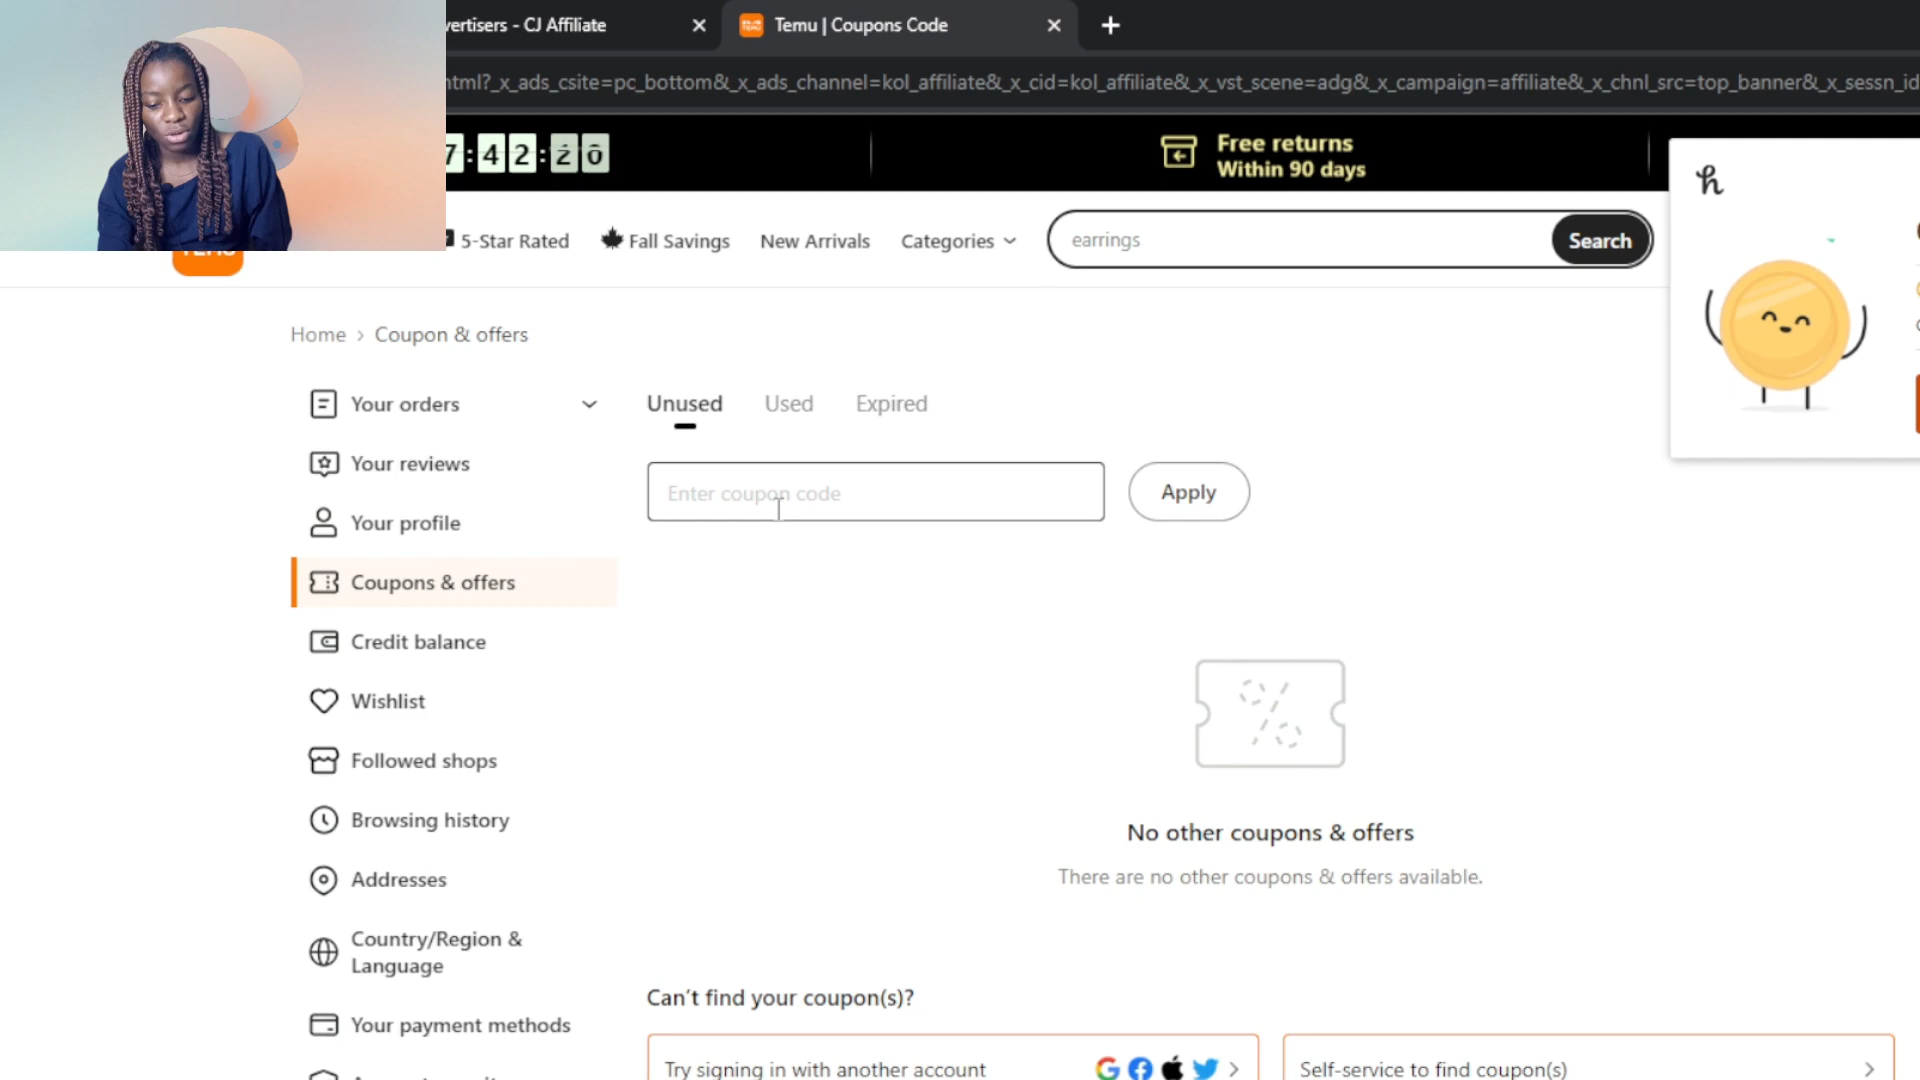 vertisers - CJ Affiliate
Temu | Coupons Code
html?_x_ads_csite=pc_bottom&_x_ads_channel=kol_affiliate&_x_cid=kol_affiliate&_x_vst_scene=adg&_x_campaign=affiliate&_x_chnl_src=top_banner&_x_sessn_id
7:42:20
Free returns
Within 90 days
5-Star Rated
Fall Savings
New Arrivals
Categories
earrings
Search
TEMU
Home > Coupon & offers
Your orders
Your reviews
Your profile
Coupons & offers
Credit balance
Wishlist
Followed shops
Browsing history
Addresses
Country/Region &
Language
Your payment methods
Unused
Used
Expired
Enter coupon code
Apply
No other coupons & offers
There are no other coupons & offers available.
Can't find your coupon(s)?
Try signing in with another account
Self-service to find coupon(s)